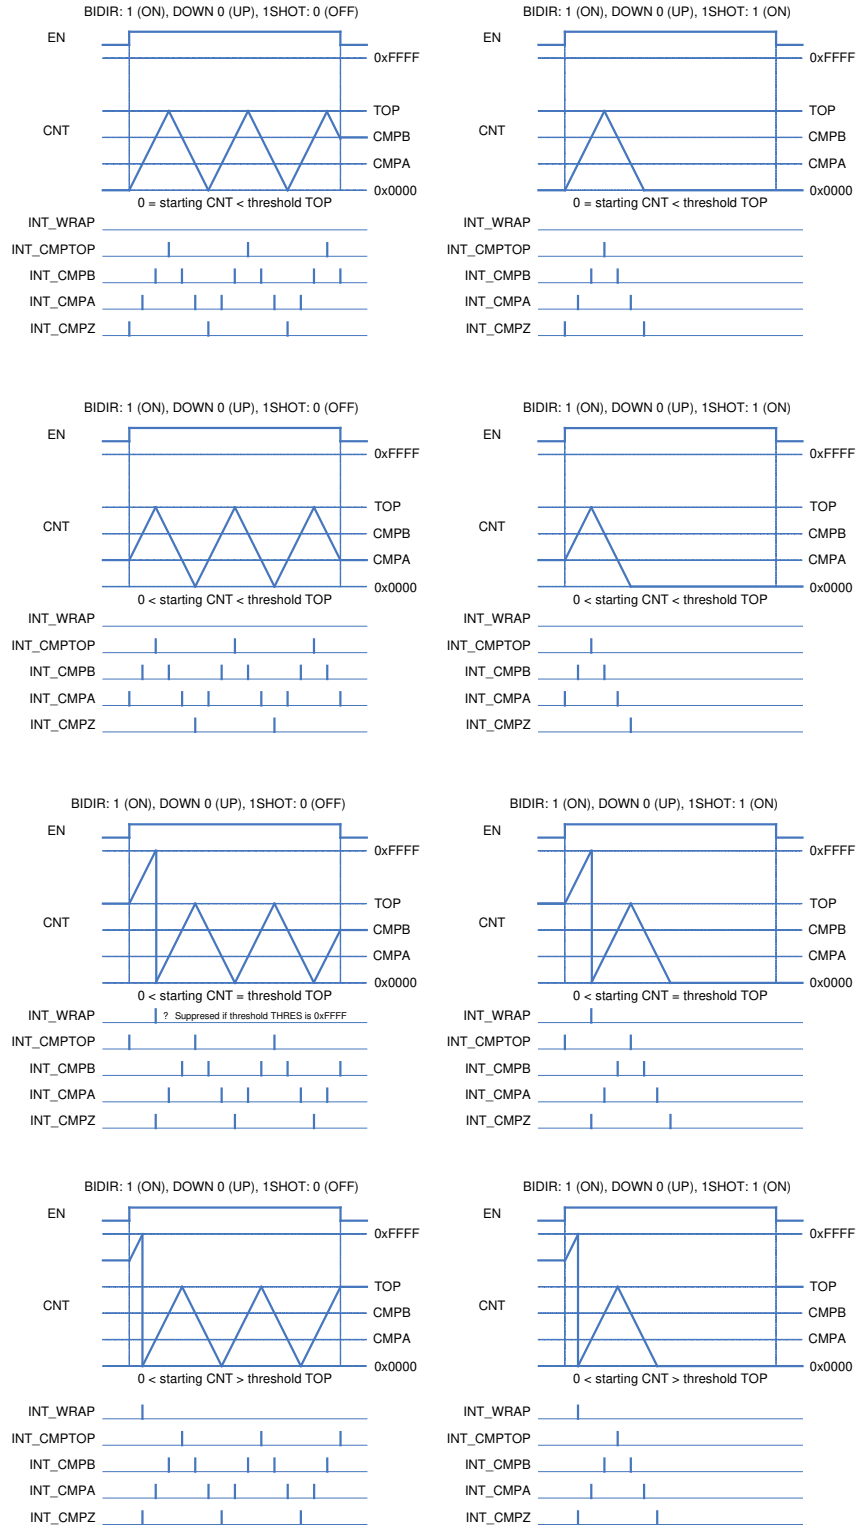 BIDIR: 1 (ON), DOWN 0 (UP), 1SHOT: 0 (OFF)
EN
0xFFFF
TOP
CNT
CMPB
CMPA
0x0000
0 = starting CNT < threshold TOP
INT_WRAP
INT_CMPTOP
INT_CMPB
INT_CMPA
INT_CMPZ
BIDIR: 1 (ON), DOWN 0 (UP), 1SHOT: 1 (ON)
EN
0xFFFF
TOP
CNT
CMPB
CMPA
0x0000
0 = starting CNT < threshold TOP
INT_WRAP
INT_CMPTOP
INT_CMPB
INT_CMPA
INT_CMPZ
BIDIR: 1 (ON), DOWN 0 (UP), 1SHOT: 0 (OFF)
EN
0xFFFF
TOP
CNT
CMPB
CMPA
0x0000
0 < starting CNT < threshold TOP
INT_WRAP
INT_CMPTOP
INT_CMPB
INT_CMPA
INT_CMPZ
BIDIR: 1 (ON), DOWN 0 (UP), 1SHOT: 1 (ON)
EN
0xFFFF
TOP
CNT
CMPB
CMPA
0x0000
0 < starting CNT < threshold TOP
INT_WRAP
INT_CMPTOP
INT_CMPB
INT_CMPA
INT_CMPZ
BIDIR: 1 (ON), DOWN 0 (UP), 1SHOT: 0 (OFF)
EN
0xFFFF
TOP
CNT
CMPB
CMPA
0x0000
0 < starting CNT = threshold TOP
INT_WRAP ? Suppresed if threshold THRES is 0xFFFF
INT_CMPTOP
INT_CMPB
INT_CMPA
INT_CMPZ
BIDIR: 1 (ON), DOWN 0 (UP), 1SHOT: 1 (ON)
EN
0xFFFF
TOP
CNT
CMPB
CMPA
0x0000
0 < starting CNT = threshold TOP
INT_WRAP
INT_CMPTOP
INT_CMPB
INT_CMPA
INT_CMPZ
BIDIR: 1 (ON), DOWN 0 (UP), 1SHOT: 0 (OFF)
EN
0xFFFF
TOP
CNT
CMPB
CMPA
0x0000
0 < starting CNT > threshold TOP
INT_WRAP
INT_CMPTOP
INT_CMPB
INT_CMPA
INT_CMPZ
BIDIR: 1 (ON), DOWN 0 (UP), 1SHOT: 1 (ON)
EN
0xFFFF
TOP
CNT
CMPB
CMPA
0x0000
0 < starting CNT > threshold TOP
INT_WRAP
INT_CMPTOP
INT_CMPB
INT_CMPA
INT_CMPZ